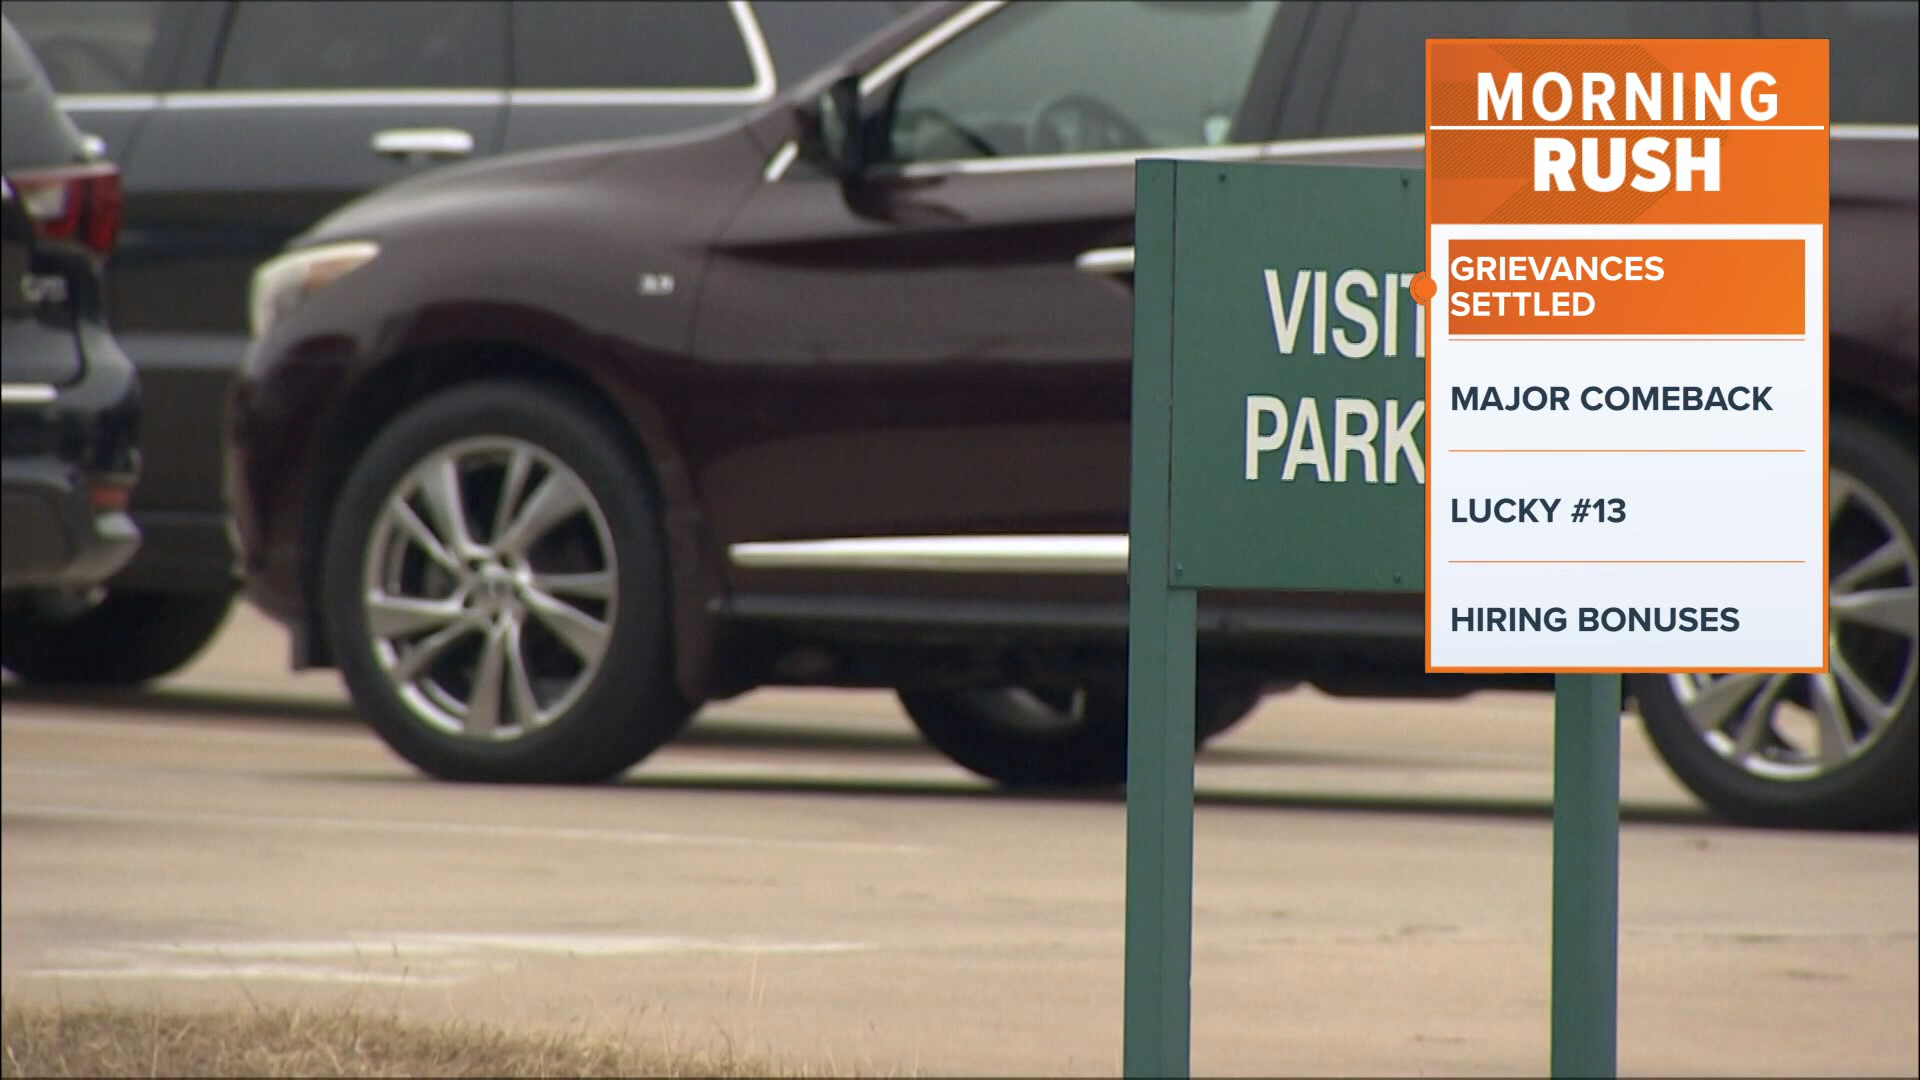 MORNING
RUSH
GRIEVANCES
SETTLED
MAJOR COMEBACK
LUCKY #13
HIRING BONUSES
VISIT
PARK